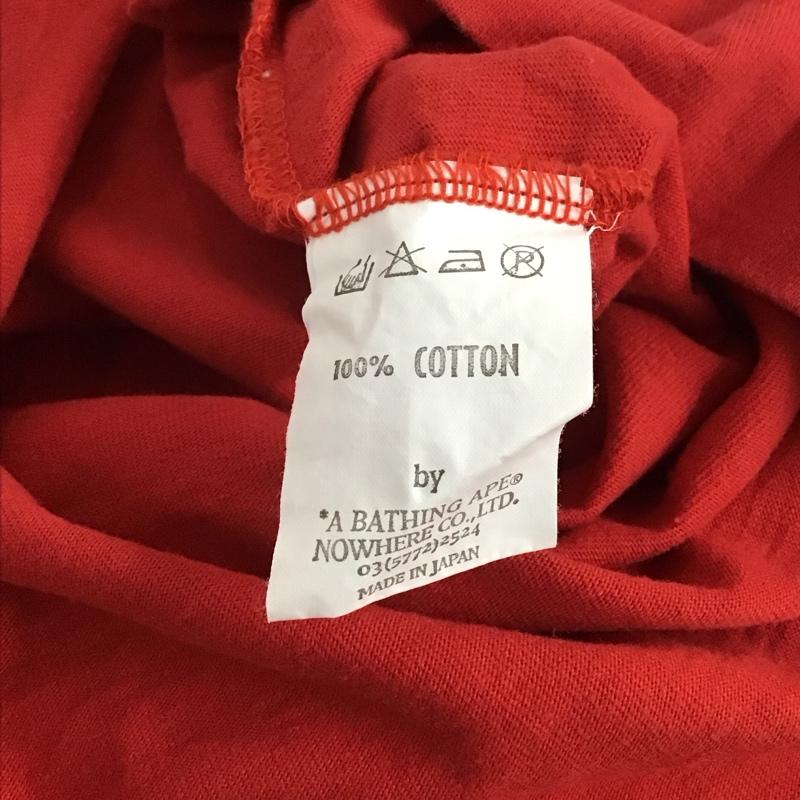 100% COTTON
by
*A BATHING APE®
NOWHERE CO.,LTD.
03(5772)2524
MADE IN JAPAN